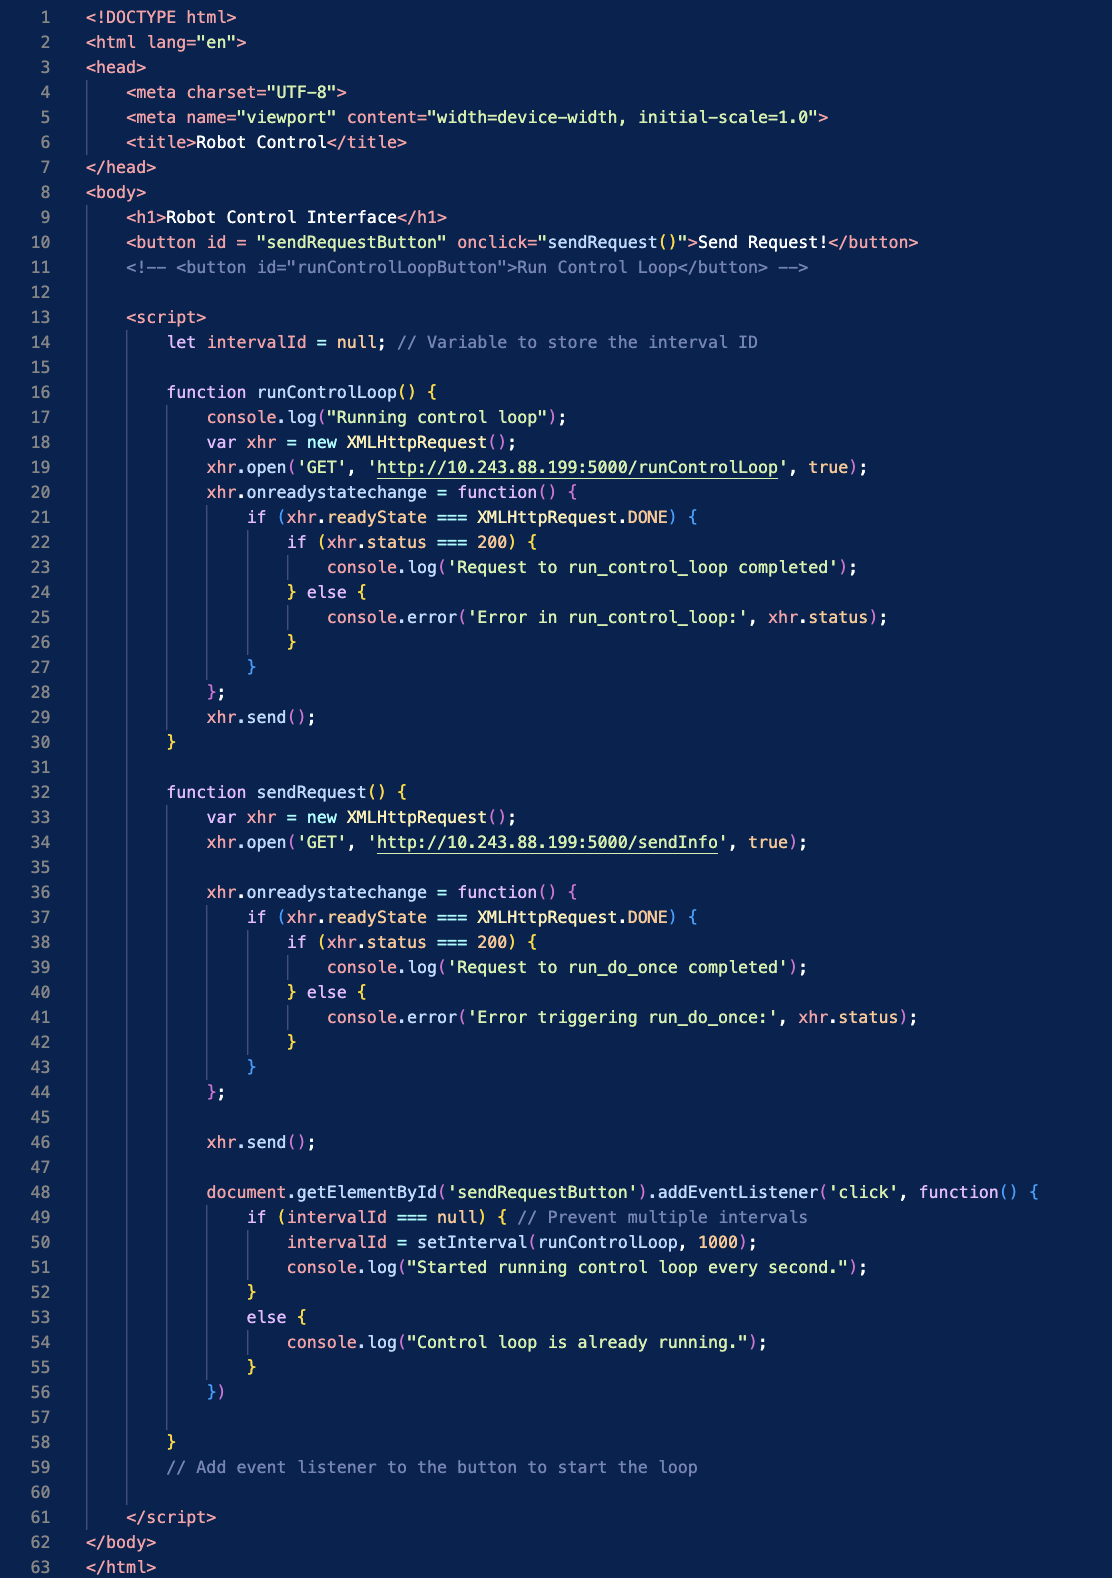 1 <!DOCTYPE html>
2 <html lang="en">
3 <head>
4     <meta charset="UTF-8">
5     <meta name="viewport" content="width=device-width, initial-scale=1.0">
6     <title>Robot Control</title>
7 </head>
8 <body>
9     <h1>Robot Control Interface</h1>
10     <button id = "sendRequestButton" onclick="sendRequest()">Send Request!</button>
11     <!-- <button id="runControlLoopButton">Run Control Loop</button> -->
12
13     <script>
14         let intervalId = null; // Variable to store the interval ID
15
16         function runControlLoop() {
17             console.log("Running control loop");
18             var xhr = new XMLHttpRequest();
19             xhr.open('GET', 'http://10.243.88.199:5000/runControlLoop', true);
20             xhr.onreadystatechange = function() {
21                 if (xhr.readyState === XMLHttpRequest.DONE) {
22                     if (xhr.status === 200) {
23                         console.log('Request to run_control_loop completed');
24                     } else {
25                         console.error('Error in run_control_loop:', xhr.status);
26                     }
27                 }
28             };
29             xhr.send();
30         }
31
32         function sendRequest() {
33             var xhr = new XMLHttpRequest();
34             xhr.open('GET', 'http://10.243.88.199:5000/sendInfo', true);
35
36             xhr.onreadystatechange = function() {
37                 if (xhr.readyState === XMLHttpRequest.DONE) {
38                     if (xhr.status === 200) {
39                         console.log('Request to run_do_once completed');
40                     } else {
41                         console.error('Error triggering run_do_once:', xhr.status);
42                     }
43                 }
44             };
45
46             xhr.send();
47
48             document.getElementById('sendRequestButton').addEventListener('click', function() {
49                 if (intervalId === null) { // Prevent multiple intervals
50                     intervalId = setInterval(runControlLoop, 1000);
51                     console.log("Started running control loop every second.");
52                 }
53                 else {
54                     console.log("Control loop is already running.");
55                 }
56             })
57
58         }
59         // Add event listener to the button to start the loop
60
61     </script>
62 </body>
63 </html>